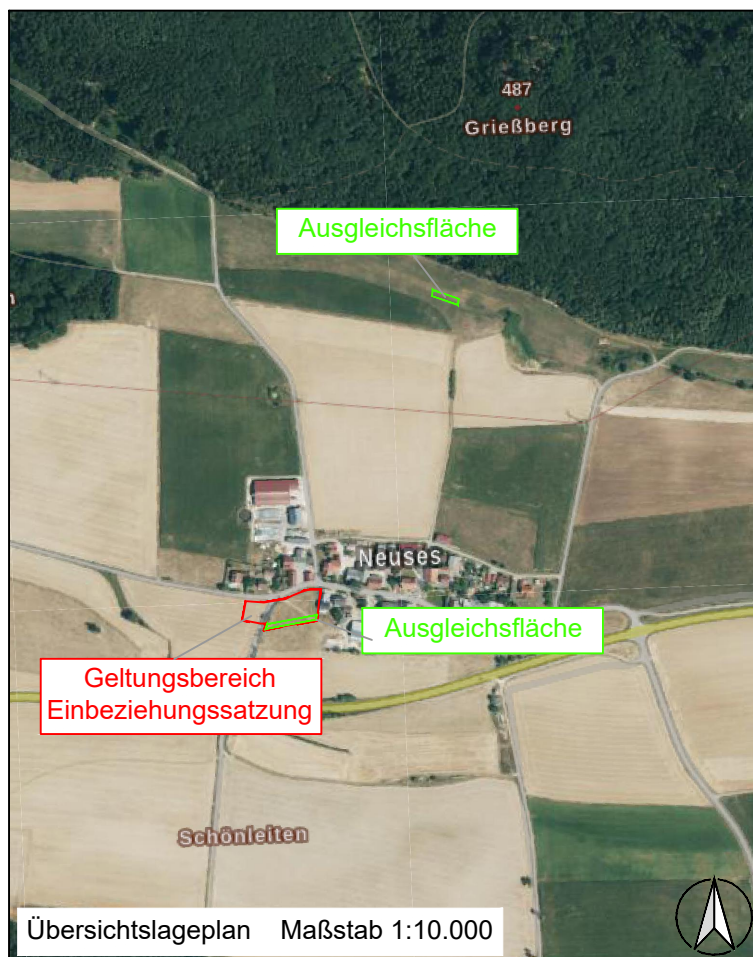 487
Grießberg
Ausgleichsfläche
Neuses
Ausgleichsfläche
Geltungsbereich
Einbeziehungssatzung
Schönleiten
Übersichtslageplan Maßstab 1:10.000